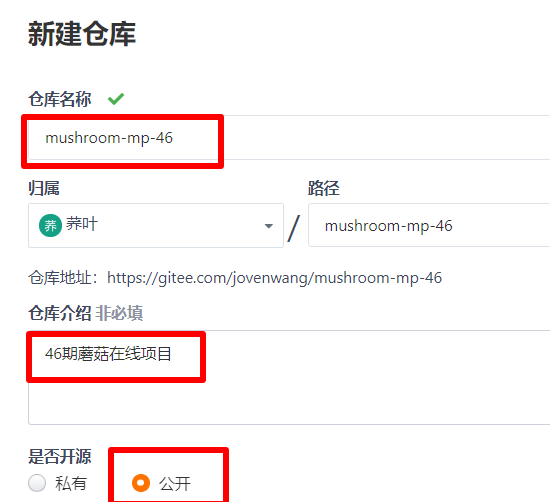 新建仓库
仓库名称
mushroom-mp-46
归属 路径
荞 荞叶 / mushroom-mp-46
仓库地址：https://gitee.com/jovenwang/mushroom-mp-46
仓库介绍 非必填
46期蘑菇在线项目
是否开源
私有 公开